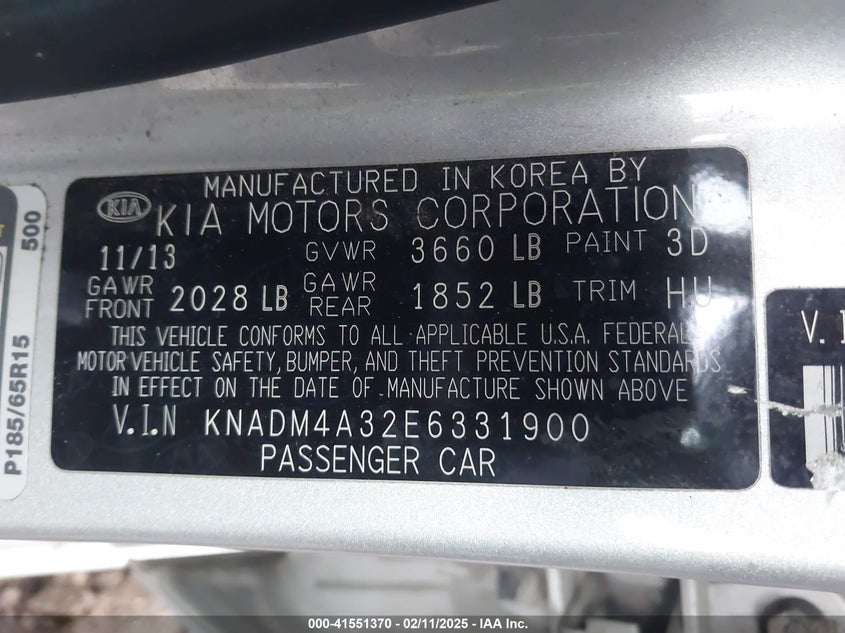 MANUFACTURED IN KOREA BY
KIA
KIA MOTORS CORPORATION
11/13 GVWR 3660 LB PAINT 3D
GAWR FRONT 2028 LB GAWR REAR 1852 LB TRIM HU
THIS VEHICLE CONFORMS TO ALL APPLICABLE U.S.A. FEDERAL
MOTOR VEHICLE SAFETY, BUMPER, AND THEFT PREVENTION STANDARDS
IN EFFECT ON THE DATE OF MANUFACTURE SHOWN ABOVE
V.I.N KNADM4A32E6331900
PASSENGER CAR
500
P185/65R15
V.I
000-41551370 — 02/11/2025 - IAA Inc.